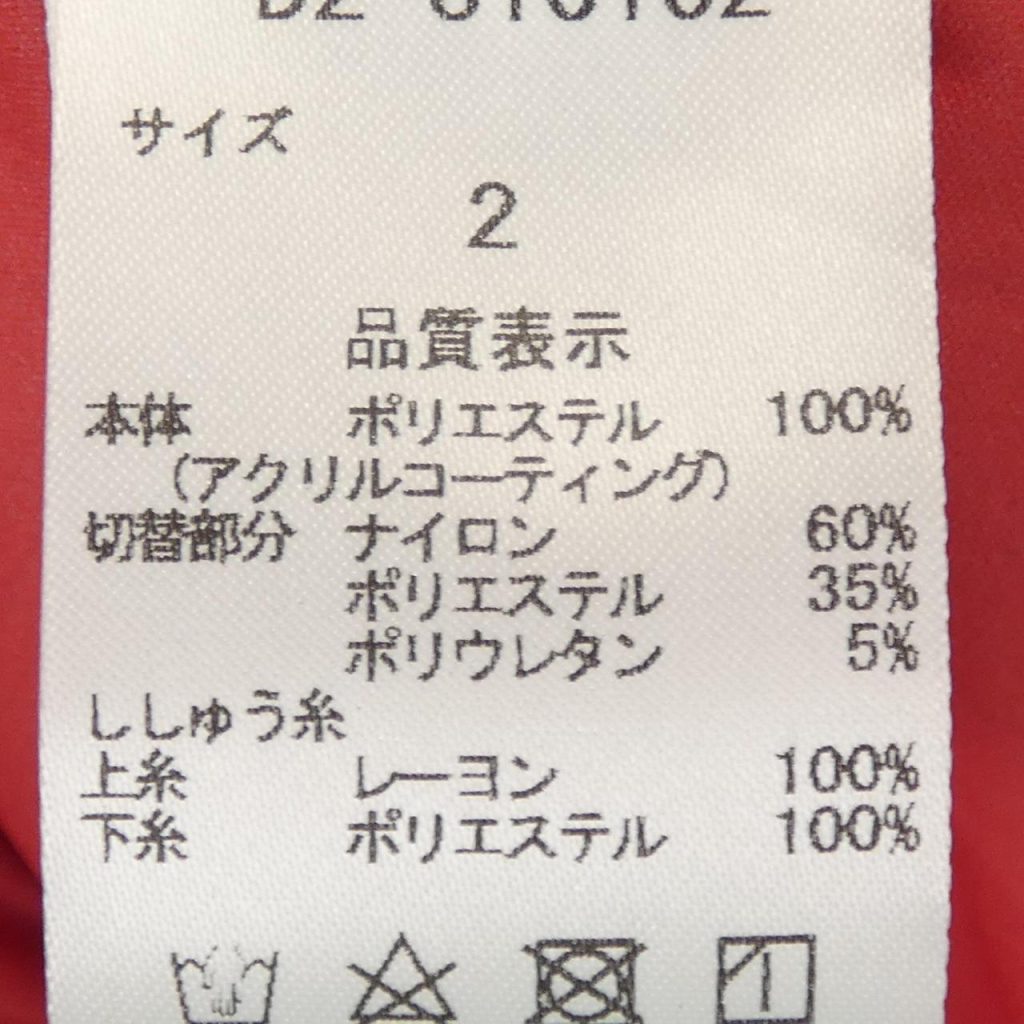 サイズ
2
品質表示
本体 ポリエステル 100%
(アクリルコーティング)
切替部分 ナイロン 60%
ポリエステル 35%
ポリウレタン 5%
ししゅう糸
上糸 レーヨン 100%
下糸 ポリエステル 100%